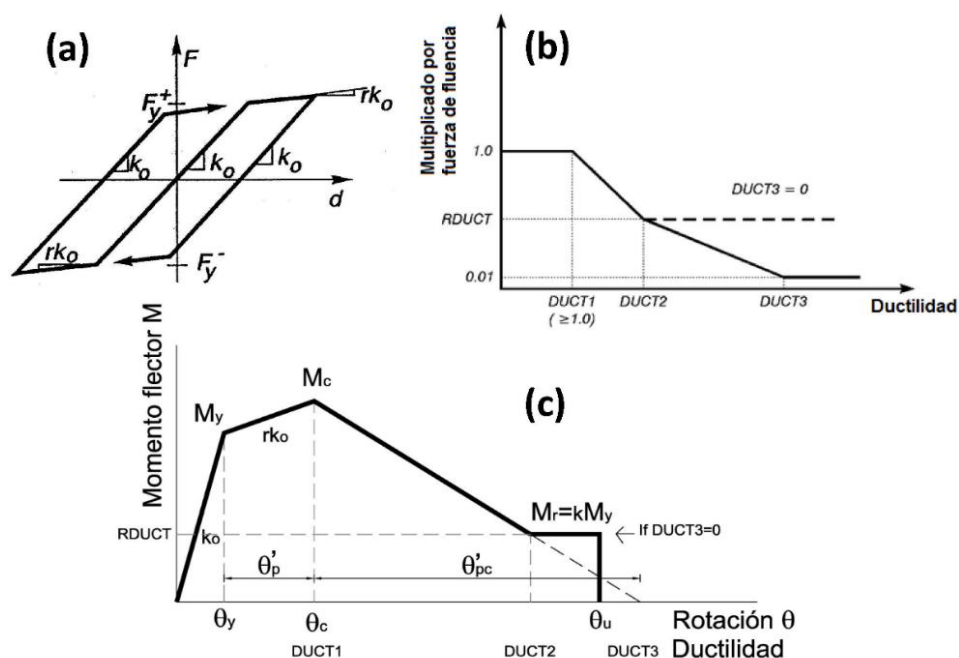 (a)
F
Fy+
rko
ko
ko
ko
d
rko
Fy-
(b)
Multiplicado por
fuerza de fluencia
1.0
DUCT3 = 0
RDUCT
0.01
DUCT1
( ≥1.0)
DUCT2
DUCT3
Ductilidad
(c)
Momento flector M
Mc
My
rko
Mr=kMy
RDUCT
ko
If DUCT3=0
θ'p
θ'pc
θy
θc
θu
Rotación θ
DUCT1
DUCT2
DUCT3
Ductilidad